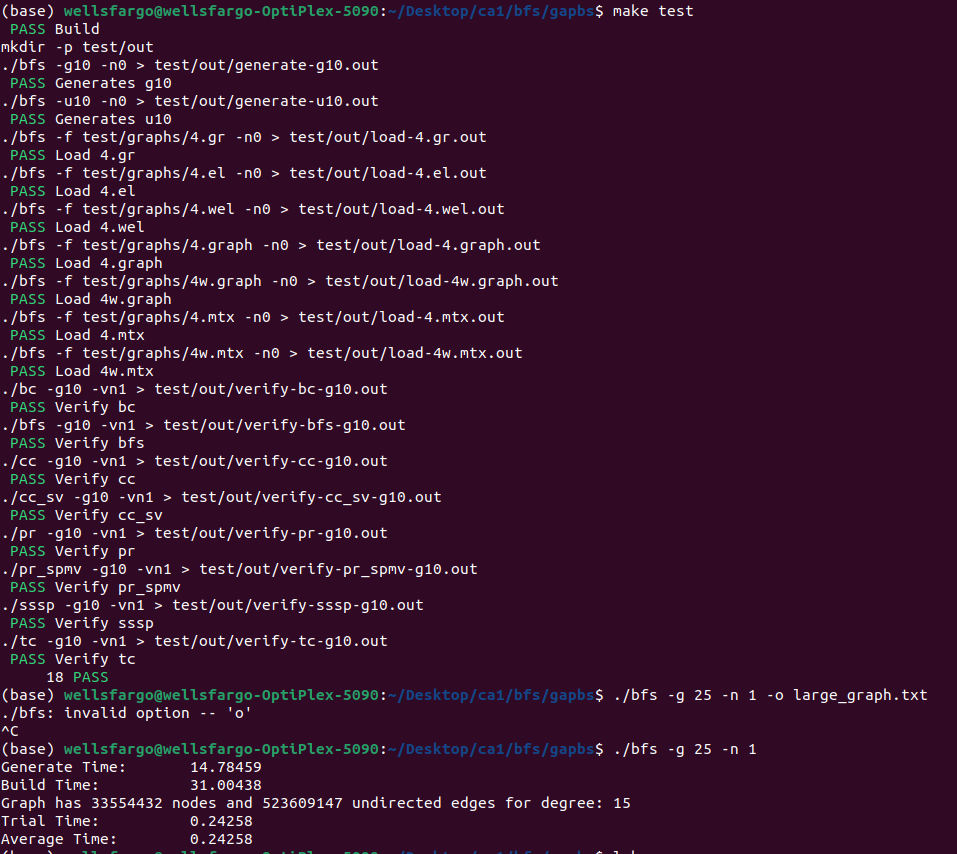 (base) wellsfargo@wellsfargo-OptiPlex-5090:~/Desktop/ca1/bfs/gapbs$ make test
 PASS Build
mkdir -p test/out
./bfs -g10 -n0 > test/out/generate-g10.out
 PASS Generates g10
./bfs -u10 -n0 > test/out/generate-u10.out
 PASS Generates u10
./bfs -f test/graphs/4.gr -n0 > test/out/load-4.gr.out
 PASS Load 4.gr
./bfs -f test/graphs/4.el -n0 > test/out/load-4.el.out
 PASS Load 4.el
./bfs -f test/graphs/4.wel -n0 > test/out/load-4.wel.out
 PASS Load 4.wel
./bfs -f test/graphs/4.graph -n0 > test/out/load-4.graph.out
 PASS Load 4.graph
./bfs -f test/graphs/4w.graph -n0 > test/out/load-4w.graph.out
 PASS Load 4w.graph
./bfs -f test/graphs/4.mtx -n0 > test/out/load-4.mtx.out
 PASS Load 4.mtx
./bfs -f test/graphs/4w.mtx -n0 > test/out/load-4w.mtx.out
 PASS Load 4w.mtx
./bc -g10 -vn1 > test/out/verify-bc-g10.out
 PASS Verify bc
./bfs -g10 -vn1 > test/out/verify-bfs-g10.out
 PASS Verify bfs
./cc -g10 -vn1 > test/out/verify-cc-g10.out
 PASS Verify cc
./cc_sv -g10 -vn1 > test/out/verify-cc_sv-g10.out
 PASS Verify cc_sv
./pr -g10 -vn1 > test/out/verify-pr-g10.out
 PASS Verify pr
./pr_spmv -g10 -vn1 > test/out/verify-pr_spmv-g10.out
 PASS Verify pr_spmv
./sssp -g10 -vn1 > test/out/verify-sssp-g10.out
 PASS Verify sssp
./tc -g10 -vn1 > test/out/verify-tc-g10.out
 PASS Verify tc
     18 PASS
(base) wellsfargo@wellsfargo-OptiPlex-5090:~/Desktop/ca1/bfs/gapbs$ ./bfs -g 25 -n 1 -o large_graph.txt
./bfs: invalid option -- 'o'
^C
(base) wellsfargo@wellsfargo-OptiPlex-5090:~/Desktop/ca1/bfs/gapbs$ ./bfs -g 25 -n 1
Generate Time:       14.78459
Build Time:          31.00438
Graph has 33554432 nodes and 523609147 undirected edges for degree: 15
Trial Time:          0.24258
Average Time:        0.24258